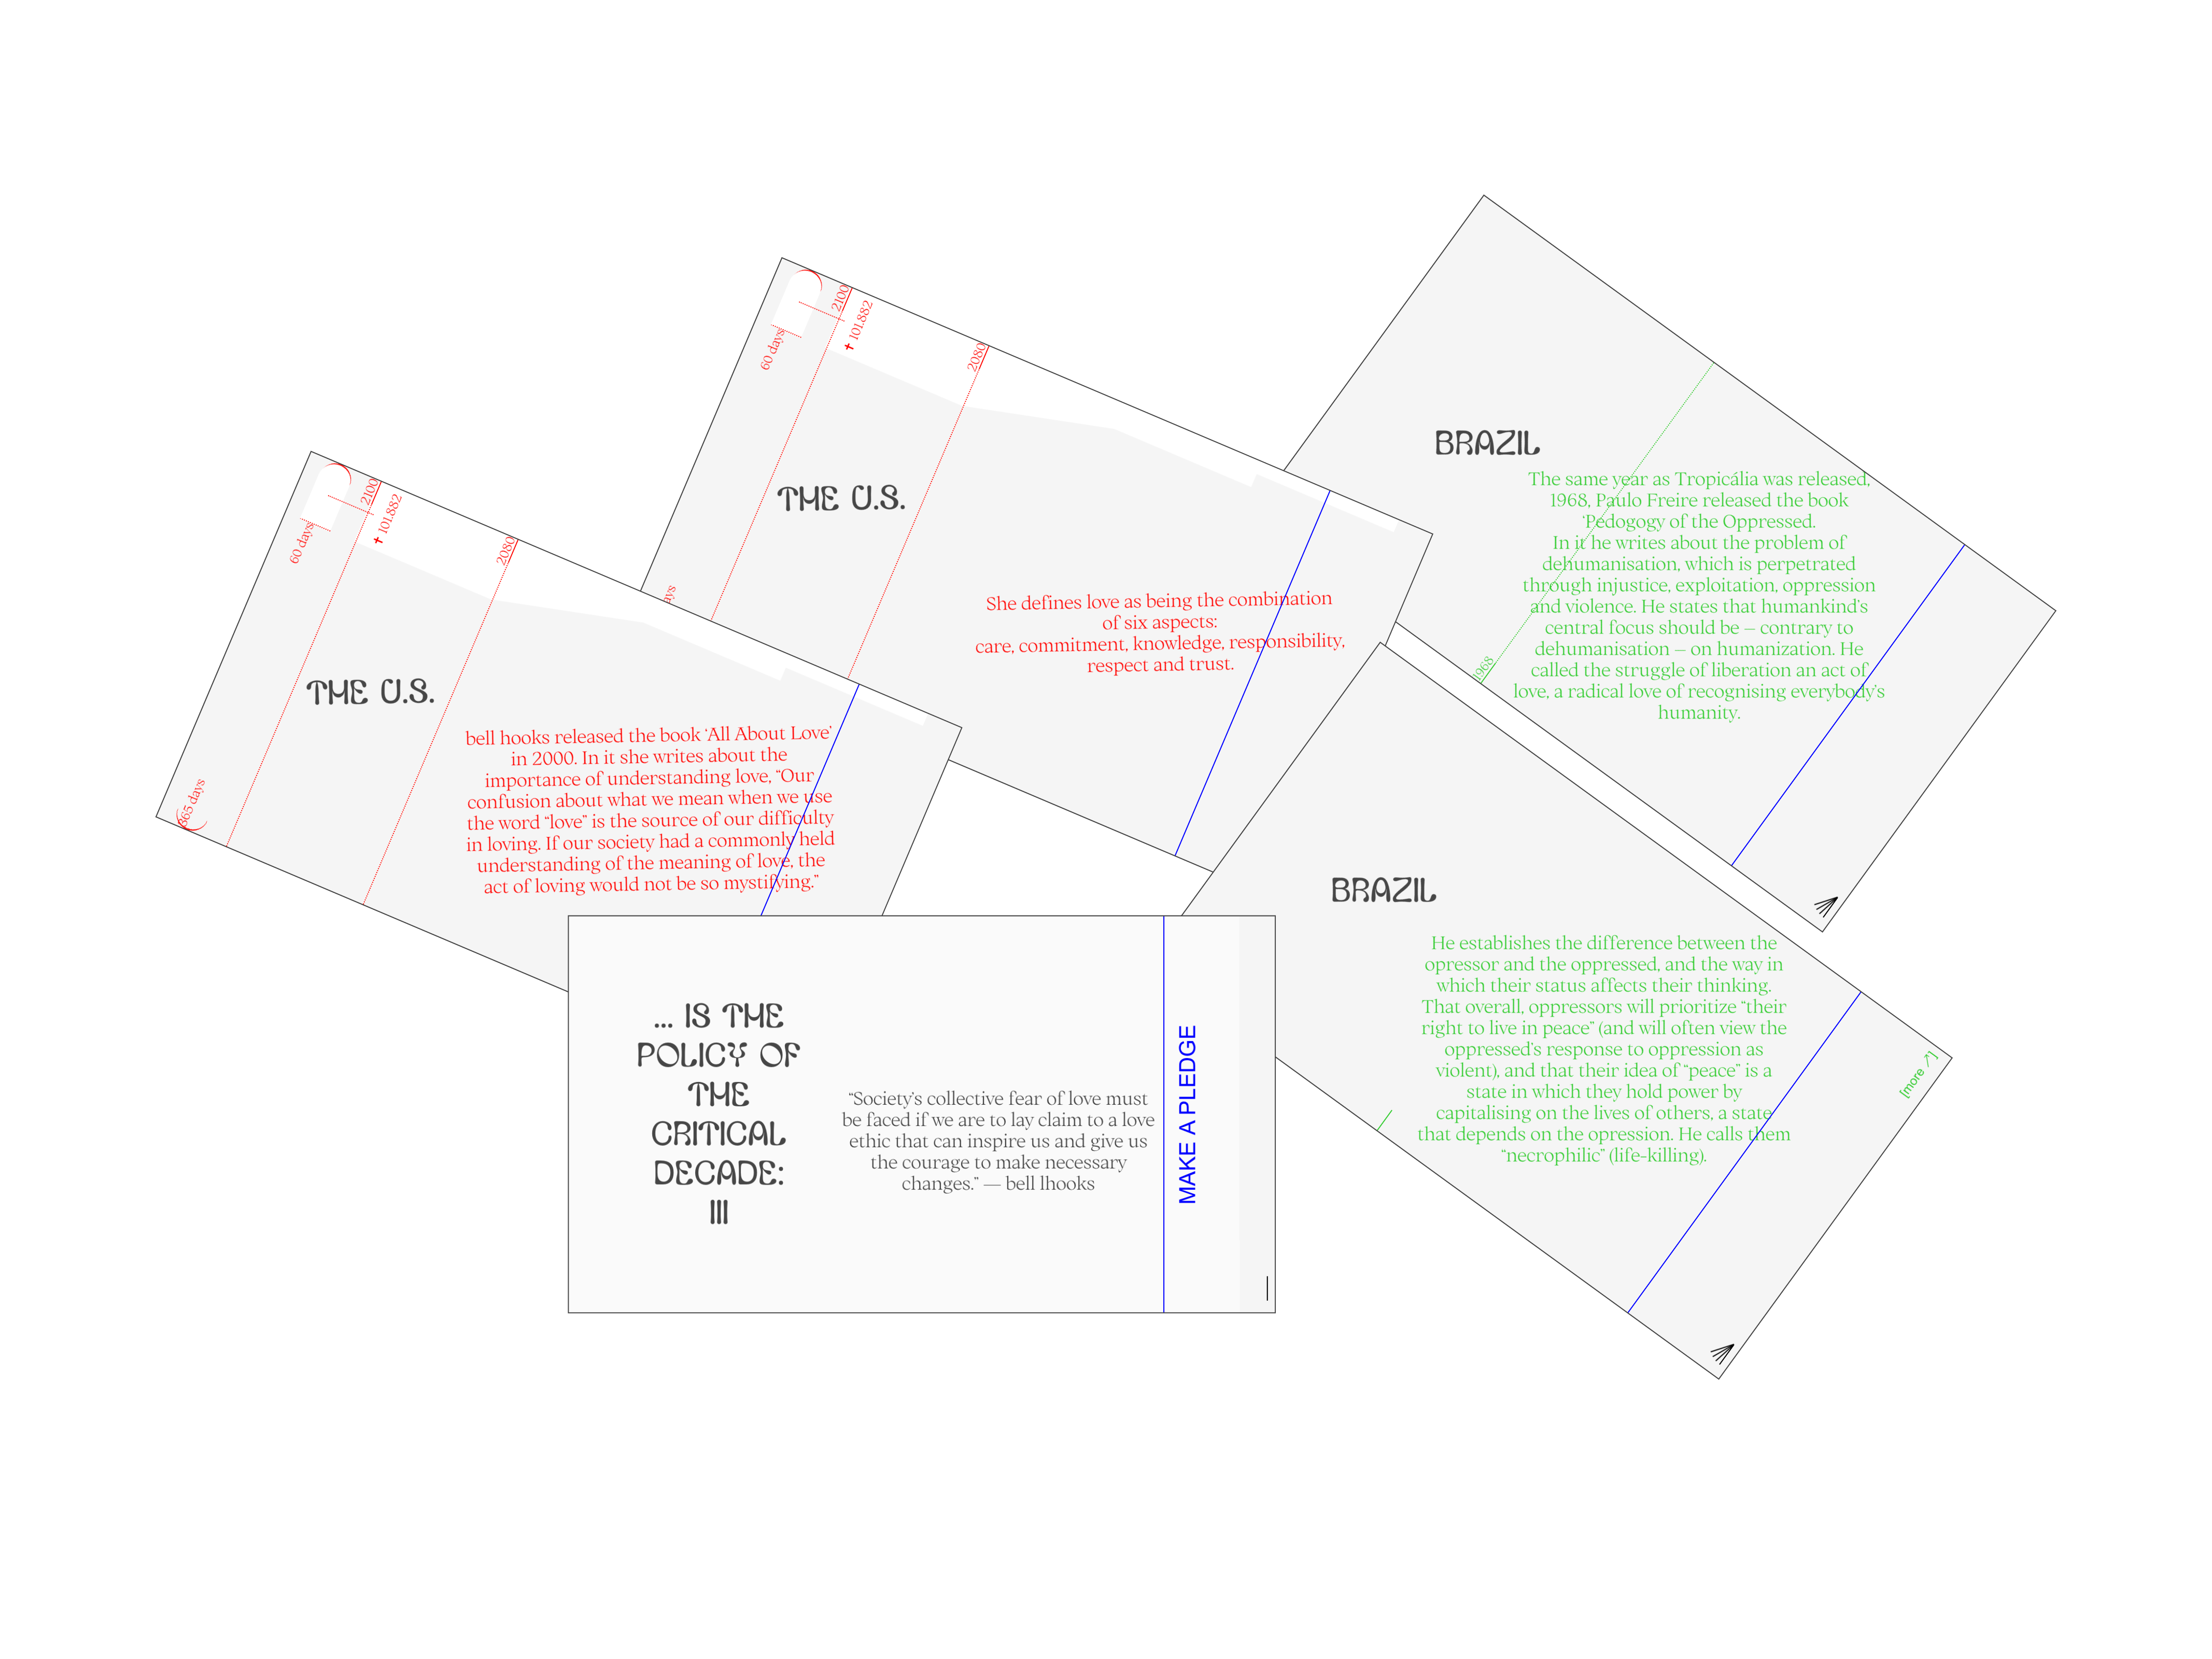 60 days
2100
✝ 101.882
2080
THE U.S.
365 days
bell hooks released the book ‘All About Love’
in 2000. In it she writes about the
importance of understanding love, “Our
confusion about what we mean when we use
the word “love” is the source of our difficulty
in loving. If our society had a commonly held
understanding of the meaning of love, the
act of loving would not be so mystifying.”
60 days
2100
✝ 101.882
2080
THE U.S.
ays
She defines love as being the combination
of six aspects:
care, commitment, knowledge, responsibility,
respect and trust.
BRAZIL
The same year as Tropicália was released,
1968, Paulo Freire released the book
‘Pedogogy of the Oppressed.
In it he writes about the problem of
dehumanisation, which is perpetrated
through injustice, exploitation, oppression
and violence. He states that humankind’s
central focus should be – contrary to
dehumanisation – on humanization. He
called the struggle of liberation an act of
love, a radical love of recognising everybody’s
humanity.
1968
BRAZIL
He establishes the difference between the
opressor and the oppressed, and the way in
which their status affects their thinking.
That overall, oppressors will prioritize “their
right to live in peace” (and will often view the
oppressed’s response to oppression as
violent), and that their idea of “peace” is a
state in which they hold power by
capitalising on the lives of others, a state
that depends on the opression. He calls them
“necrophilic” (life-killing).
[more ↗]
... IS THE
POLICY OF
THE
CRITICAL
DECADE:
III
“Society’s collective fear of love must
be faced if we are to lay claim to a love
ethic that can inspire us and give us
the courage to make necessary
changes.” — bell lhooks
MAKE A PLEDGE